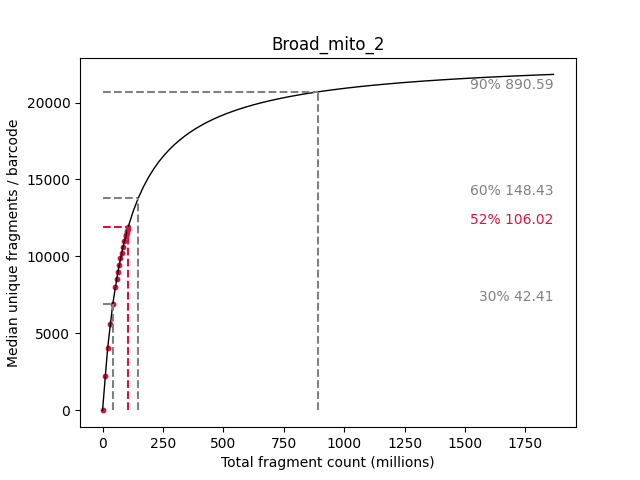 Broad_mito_2
Median unique fragments / barcode
20000
15000
10000
5000
0
90% 890.59
60% 148.43
52% 106.02
30% 42.41
0 250 500 750 1000 1250 1500 1750
Total fragment count (millions)